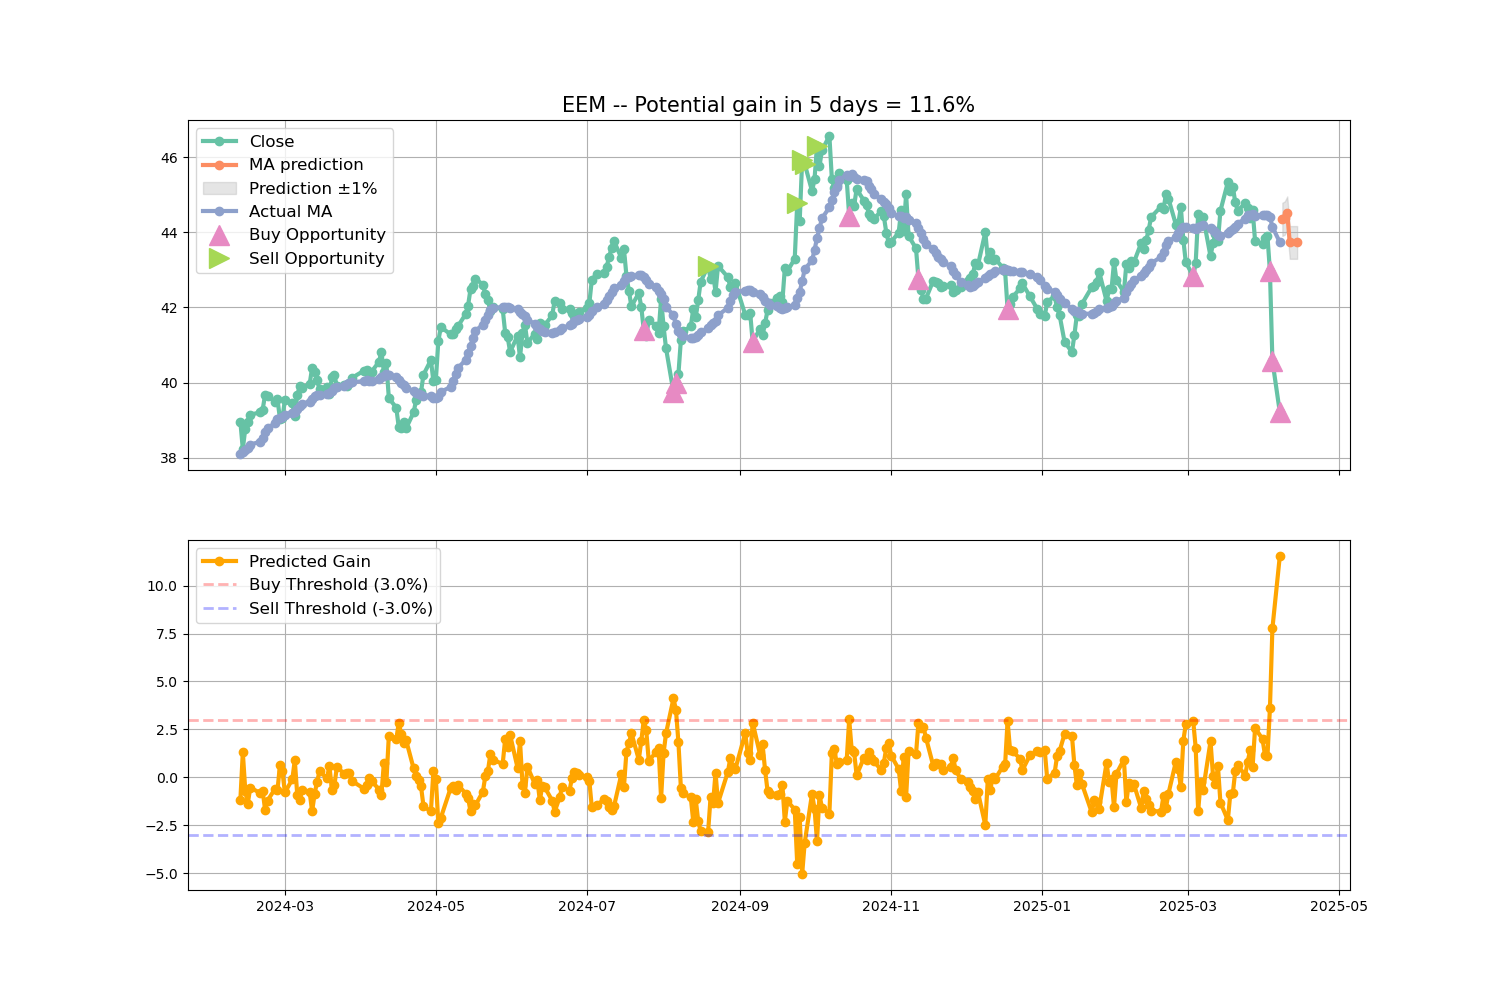 EEM -- Potential gain in 5 days = 11.6%
Close
MA prediction
Prediction ±1%
Actual MA
Buy Opportunity
Sell Opportunity
46
44
42
40
38
Predicted Gain
Buy Threshold (3.0%)
Sell Threshold (-3.0%)
10.0
7.5
5.0
2.5
0.0
−2.5
−5.0
2024-03 2024-05 2024-07 2024-09 2024-11 2025-01 2025-03 2025-05